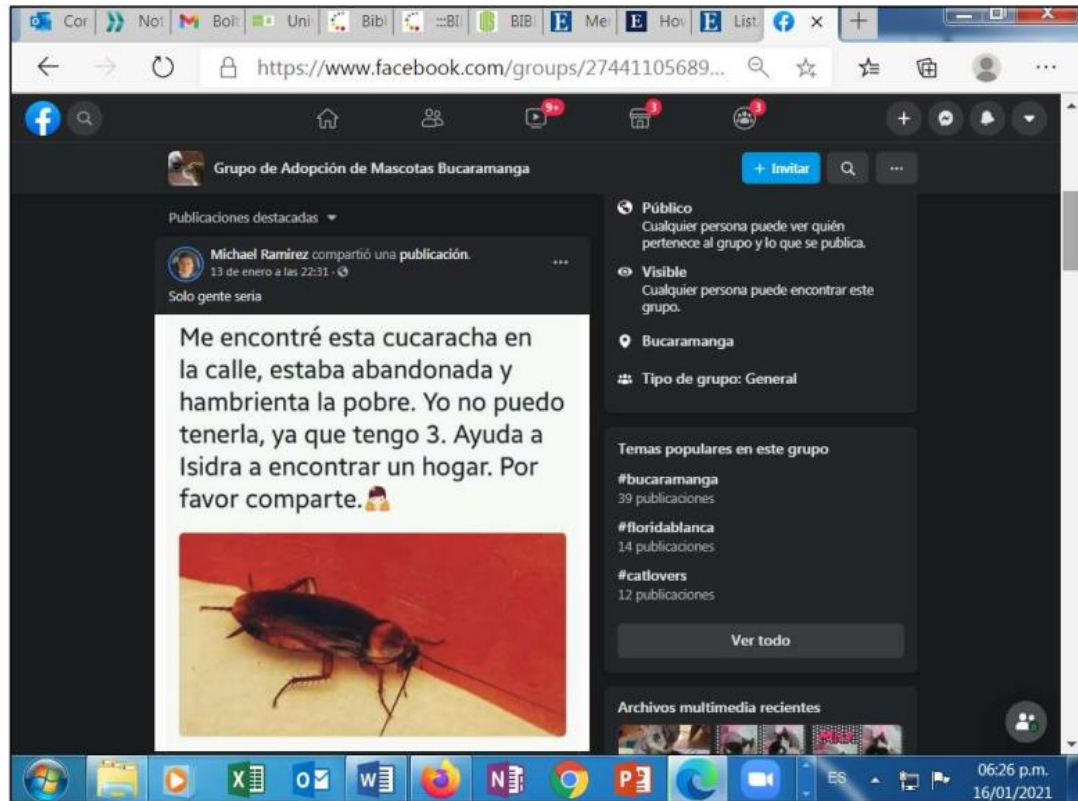 Cor
Not
Boít
Uni
Bibl
:::BI
BIB
Me
Hov
List
https://www.facebook.com/groups/27441105689...
9+
3
3
Grupo de Adopción de Mascotas Bucaramanga
+ Invitar
Publicaciones destacadas
Michael Ramirez compartió una publicación.
13 de enero a las 22:31
Solo gente seria
Me encontré esta cucaracha en
la calle, estaba abandonada y
hambrienta la pobre. Yo no puedo
tenerla, ya que tengo 3. Ayuda a
Isidra a encontrar un hogar. Por
favor comparte.
Público
Cualquier persona puede ver quién
pertenece al grupo y lo que se publica.
Visible
Cualquier persona puede encontrar este
grupo.
Bucaramanga
Tipo de grupo: General
Temas populares en este grupo
#bucaramanga
39 publicaciones
#floridablanca
14 publicaciones
#catlovers
12 publicaciones
Ver todo
Archivos multimedia recientes
ES
06:26 p.m.
16/01/2021